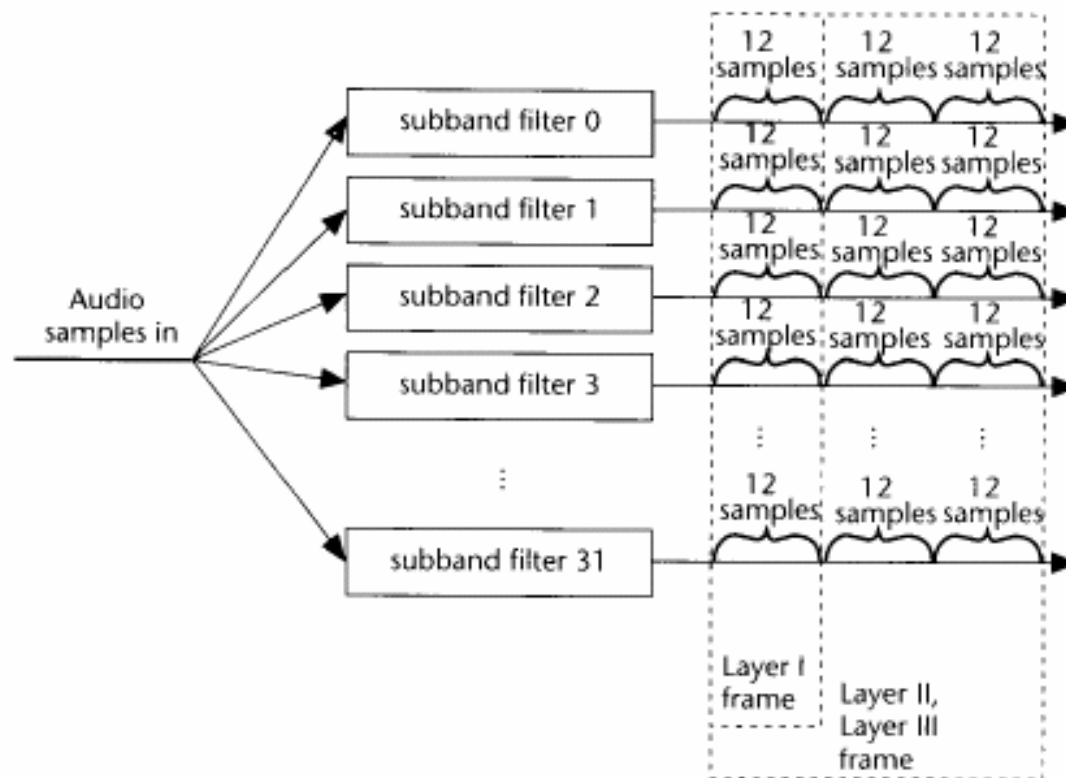 12 12 12
samples samples samples
subband filter 0
12 12 12
samples samples samples
subband filter 1
12 12 12
samples samples samples
subband filter 2
Audio
samples in
12 12 12
samples samples samples
subband filter 3
⋮ ⋮ ⋮
⋮
12 12 12
samples samples samples
subband filter 31
Layer I
frame
Layer II,
Layer III
frame